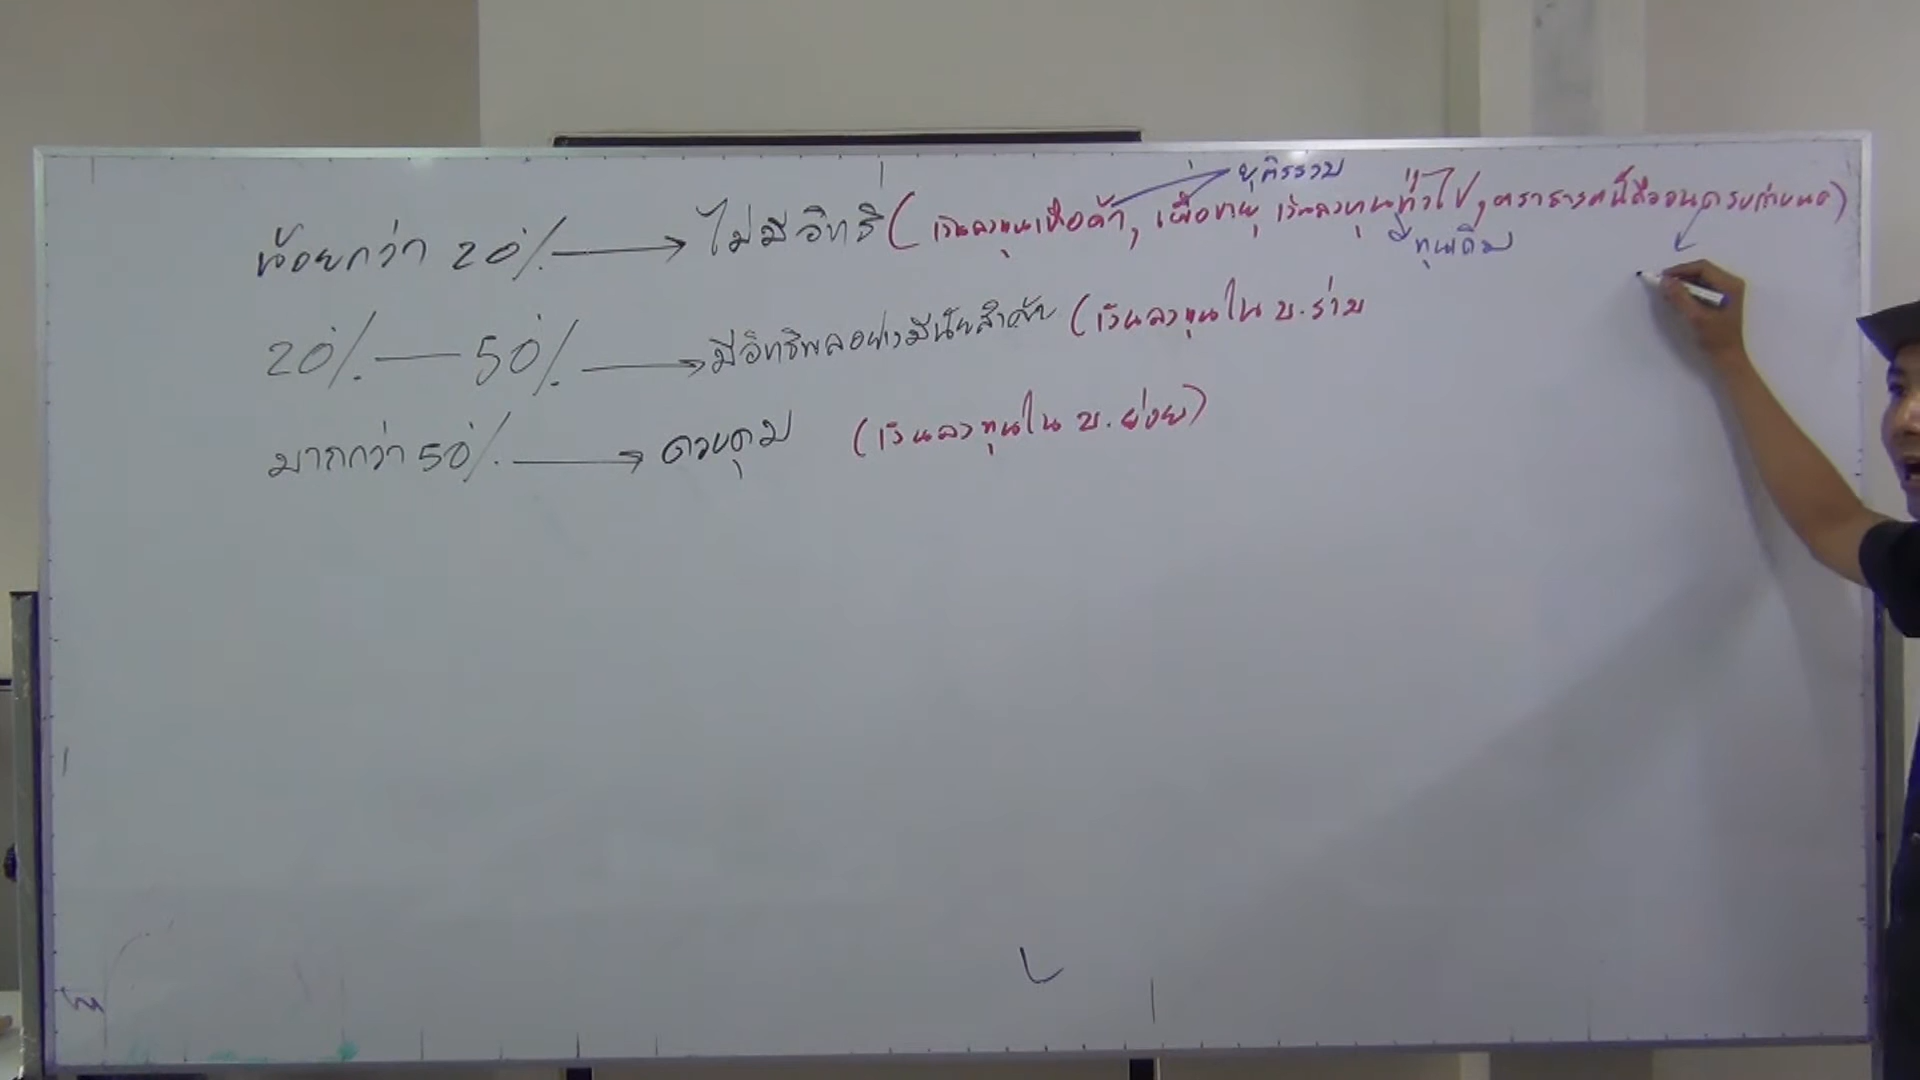 ยุติธรรม
น้อยกว่า 20% → ไม่มีอิทธิ (เงินลงทุนเพื่อค้า, เผื่อขาย, เงินลงทุนทั่วไป, ตราสารหนี้ถือจนครบกำหนด)
ทุนเดิม
20% — 50% → มีอิทธิพลอย่างมีนัยสำคัญ (เงินลงทุนใน บ.ร่วม
มากกว่า 50% → ควบคุม (เงินลงทุนใน บ.ย่อย)